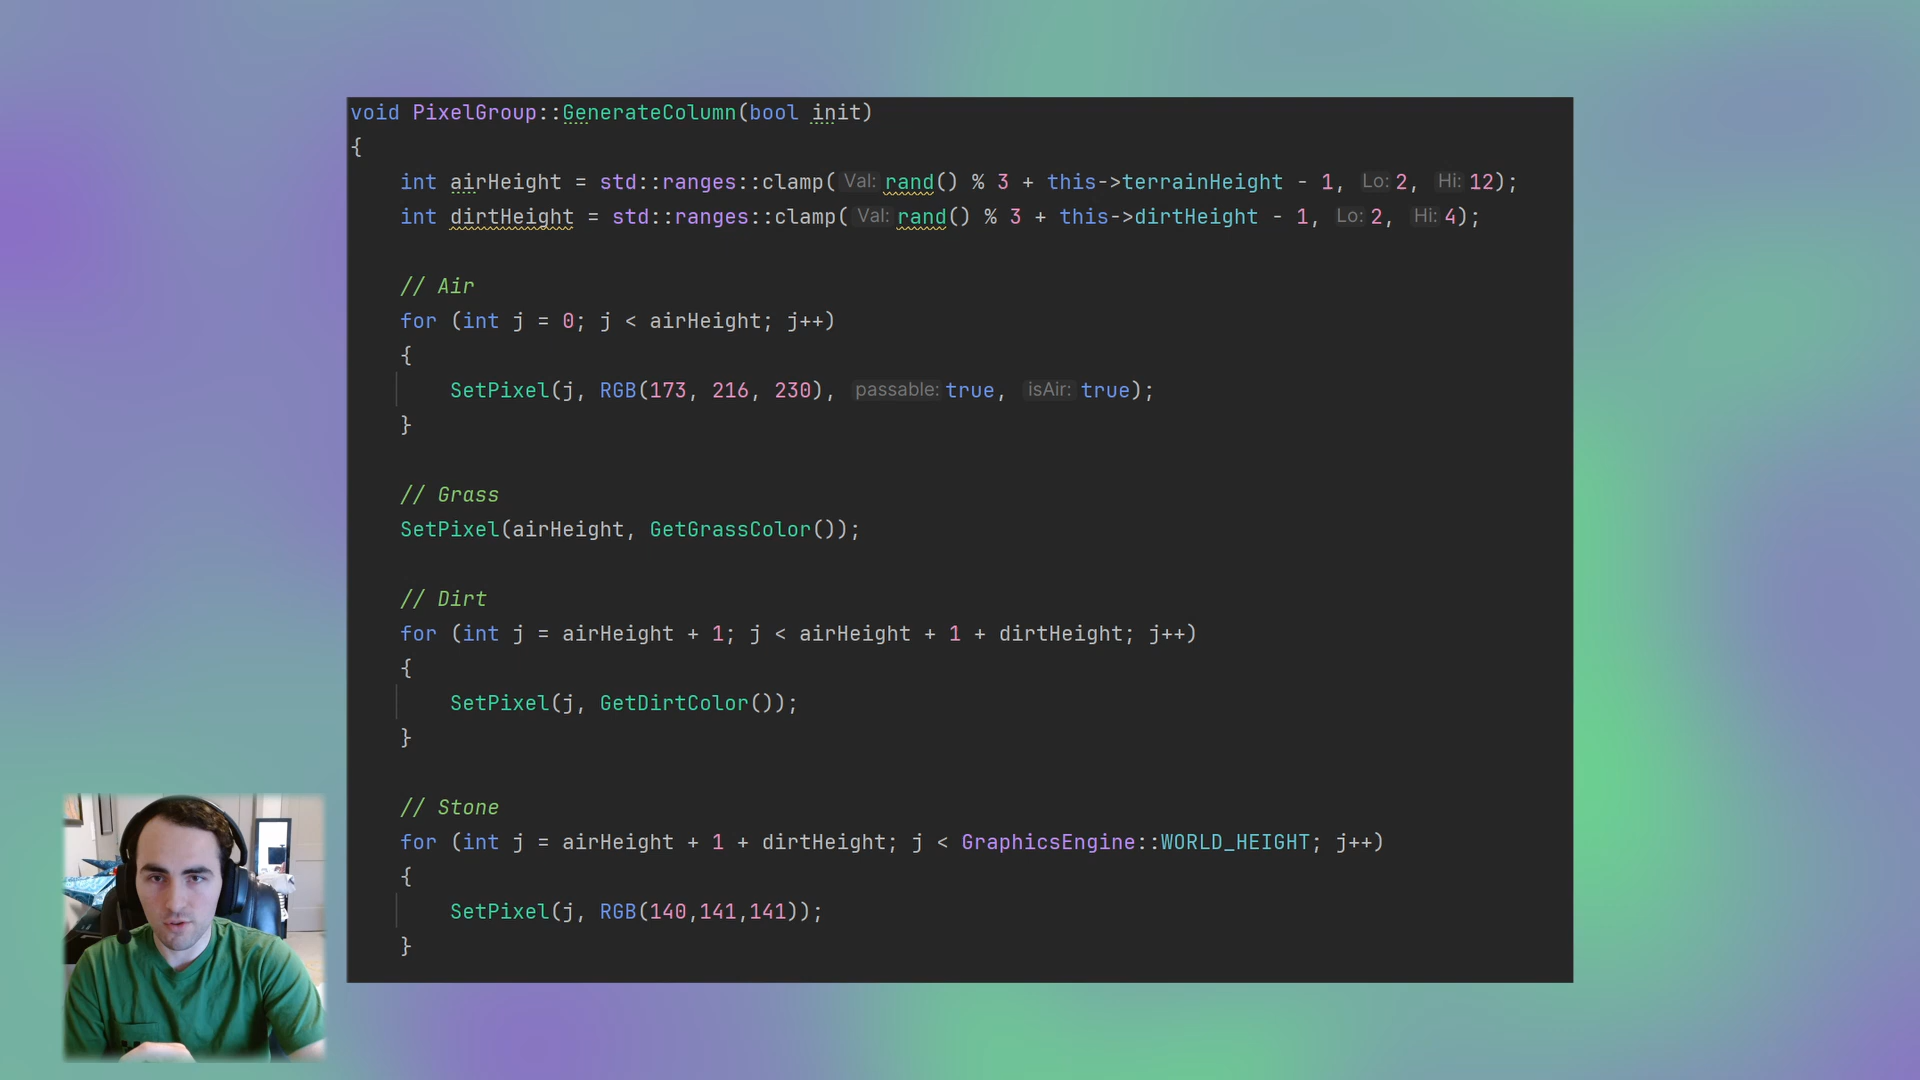 void PixelGroup::GenerateColumn(bool init)
{
int airHeight = std::ranges::clamp( Val: rand() % 3 + this->terrainHeight - 1, Lo: 2, Hi: 12);
int dirtHeight = std::ranges::clamp( Val: rand() % 3 + this->dirtHeight - 1, Lo: 2, Hi: 4);
// Air
for (int j = 0; j < airHeight; j++)
{
SetPixel(j, RGB(173, 216, 230), passable: true, isAir: true);
}
// Grass
SetPixel(airHeight, GetGrassColor());
// Dirt
for (int j = airHeight + 1; j < airHeight + 1 + dirtHeight; j++)
{
SetPixel(j, GetDirtColor());
}
// Stone
for (int j = airHeight + 1 + dirtHeight; j < GraphicsEngine::WORLD_HEIGHT; j++)
{
SetPixel(j, RGB(140,141,141));
}